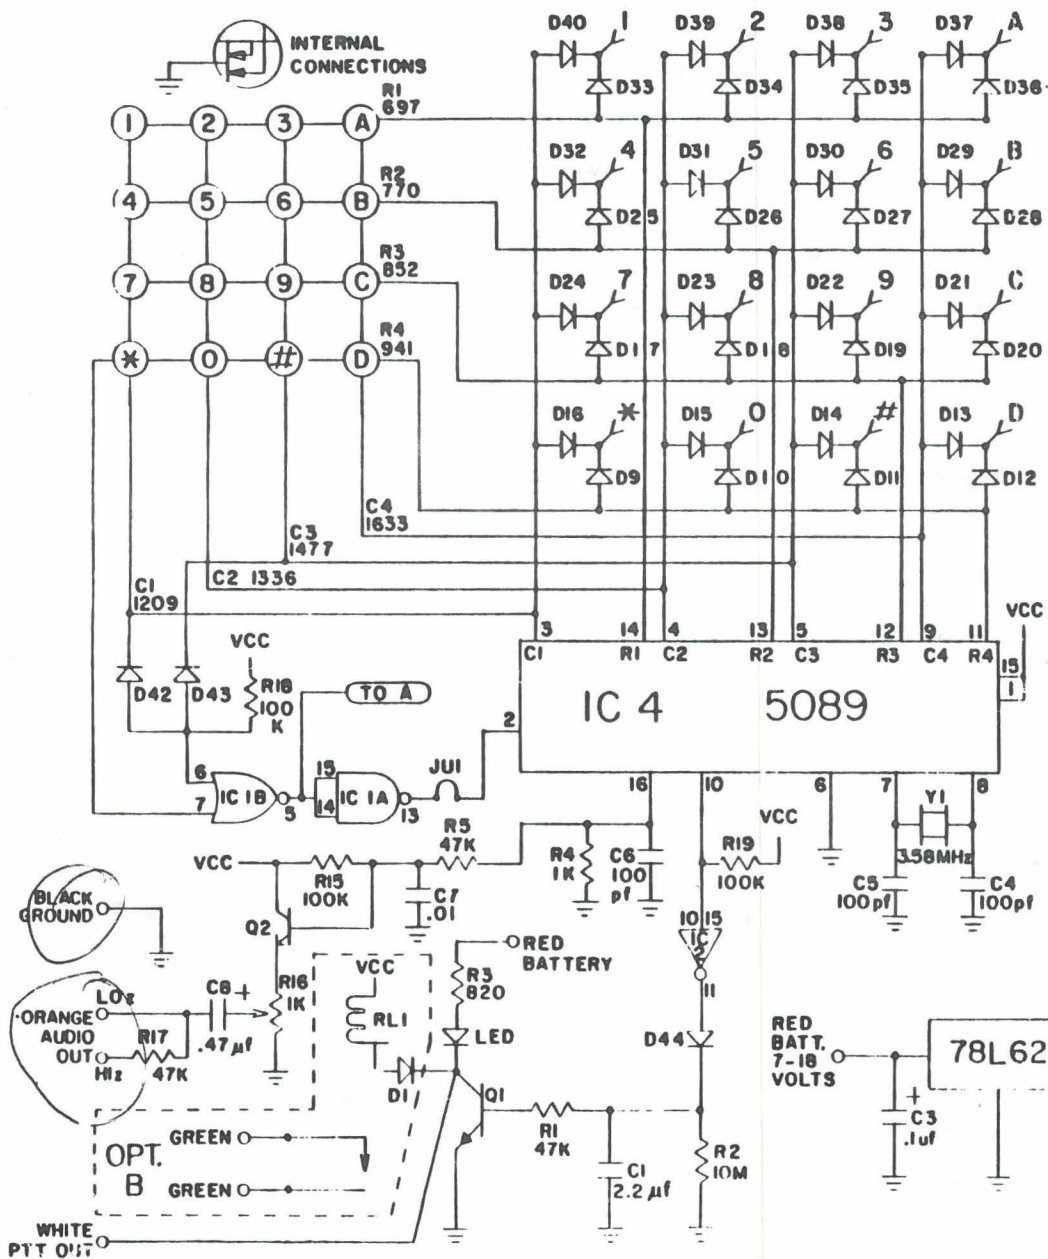 INTERNAL
CONNECTIONS
D40 1 D39 2 D38 3 D37 A
D33 D34 D35 D36
R1
697
1 2 3 A
D32 4 D31 5 D30 6 D29 B
R2
770
4 5 6 B
D25 D26 D27 D28
R3
852
7 8 9 C
D24 7 D23 8 D22 9 D21 C
D17 D18 D19 D20
R4
941
* 0 # D
D16 * D15 0 D14 # D13 D
D9 D10 D11 D12
C4
1633
C3
1477
C2 1336
C1
1209
3 14 4 13 5 12 9 11
C1 R1 C2 R2 C3 R3 C4 R4
VCC
15
1
VCC
D42 D43
R18
100
K
TO A
2
IC 4 5089
6
7
IC 1B
5
15
14
IC 1A
13
JU1
16 10 6 7 8
Y1
3.58MHz
VCC
R5
47K
R15
100K
C7
.01
R4
1K
C6
100
pf
R19
100K
VCC
C5
100pf
C4
100pf
BLACK
GROUND
Q2
R16
1K
RED
BATTERY
R3
820
LED
10 15
IC
11
D44
LOz
ORANGE
AUDIO
OUT
HIz
R17
47K
C8 +
.47µf
VCC
RL1
D1
Q1
R1
47K
C1
2.2µf
R2
10M
RED
BATT.
7-18
VOLTS
78L62
+
C3
.1uf
OPT.
B
GREEN
GREEN
WHITE
PTT OUT